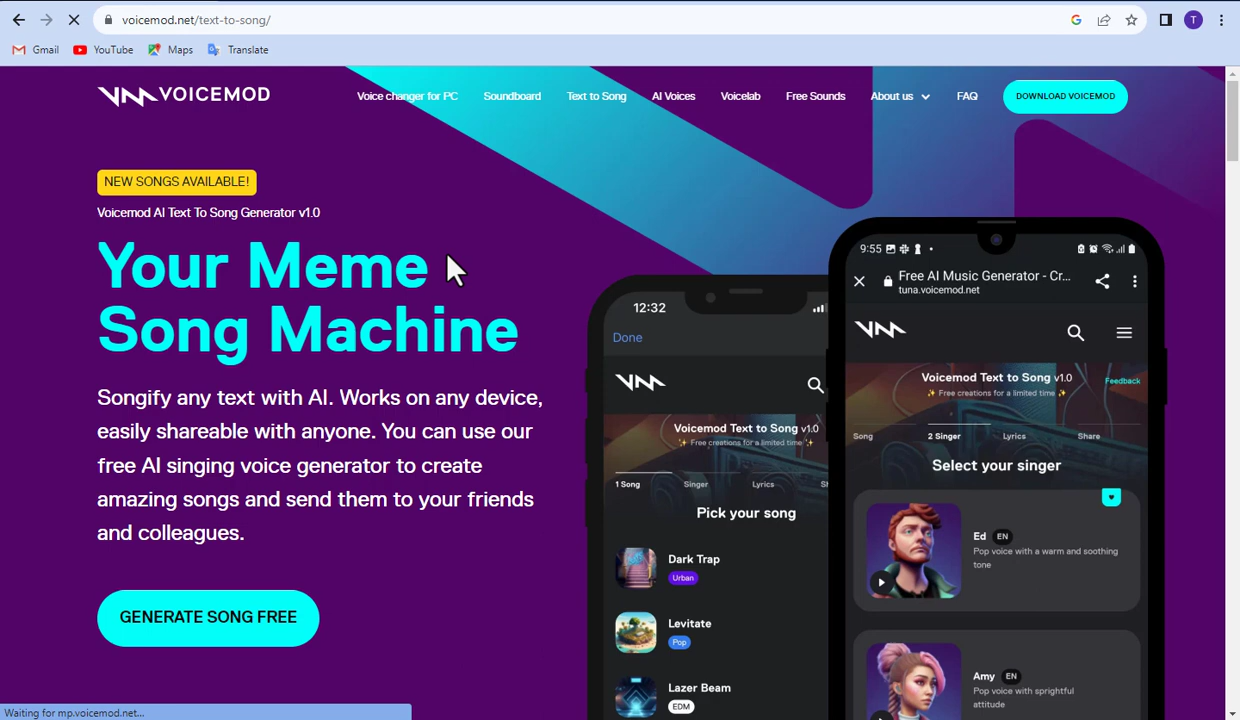 voicemod.net/text-to-song/
G
T
Gmail
YouTube
Maps
Translate
VOICEMOD
Voice changer for PC
Soundboard
Text to Song
AI Voices
Voicelab
Free Sounds
About us
FAQ
DOWNLOAD VOICEMOD
NEW SONGS AVAILABLE!
Voicemod AI Text To Song Generator v1.0
Your Meme
Song Machine
Songify any text with AI. Works on any device,
easily shareable with anyone. You can use our
free AI singing voice generator to create
amazing songs and send them to your friends
and colleagues.
GENERATE SONG FREE
12:32
Done
Voicemod Text to Song v1.0
✨ Free creations for a limited time ✨
1 Song
Singer
Lyrics
Pick your song
Dark Trap
Urban
Levitate
Pop
Lazer Beam
EDM
9:55
Free AI Music Generator - Cr...
tuna.voicemod.net
Voicemod Text to Song v1.0
Feedback
✨ Free creations for a limited time ✨
Song
2 Singer
Lyrics
Share
Select your singer
Ed EN
Pop voice with a warm and soothing
tone
Amy EN
Pop voice with sprightful
attitude
Waiting for mp.voicemod.net...